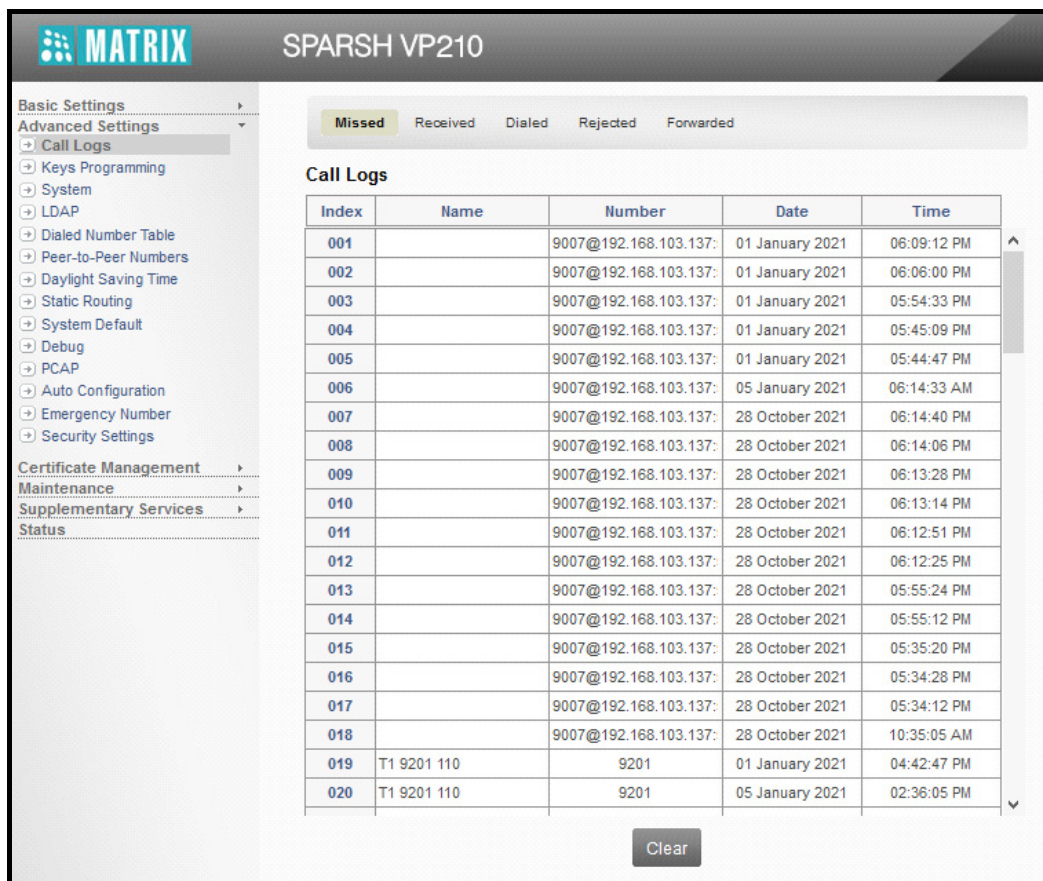 MATRIX
SPARSH VP210
Basic Settings
Advanced Settings
Call Logs
Keys Programming
System
LDAP
Dialed Number Table
Peer-to-Peer Numbers
Daylight Saving Time
Static Routing
System Default
Debug
PCAP
Auto Configuration
Emergency Number
Security Settings
Certificate Management
Maintenance
Supplementary Services
Status
Missed Received Dialed Rejected Forwarded
Call Logs
Index Name Number Date Time
001 9007@192.168.103.137: 01 January 2021 06:09:12 PM
002 9007@192.168.103.137: 01 January 2021 06:06:00 PM
003 9007@192.168.103.137: 01 January 2021 05:54:33 PM
004 9007@192.168.103.137: 01 January 2021 05:45:09 PM
005 9007@192.168.103.137: 01 January 2021 05:44:47 PM
006 9007@192.168.103.137: 05 January 2021 06:14:33 AM
007 9007@192.168.103.137: 28 October 2021 06:14:40 PM
008 9007@192.168.103.137: 28 October 2021 06:14:06 PM
009 9007@192.168.103.137: 28 October 2021 06:13:28 PM
010 9007@192.168.103.137: 28 October 2021 06:13:14 PM
011 9007@192.168.103.137: 28 October 2021 06:12:51 PM
012 9007@192.168.103.137: 28 October 2021 06:12:25 PM
013 9007@192.168.103.137: 28 October 2021 05:55:24 PM
014 9007@192.168.103.137: 28 October 2021 05:55:12 PM
015 9007@192.168.103.137: 28 October 2021 05:35:20 PM
016 9007@192.168.103.137: 28 October 2021 05:34:28 PM
017 9007@192.168.103.137: 28 October 2021 05:34:12 PM
018 9007@192.168.103.137: 28 October 2021 10:35:05 AM
019 T1 9201 110 9201 01 January 2021 04:42:47 PM
020 T1 9201 110 9201 05 January 2021 02:36:05 PM
Clear